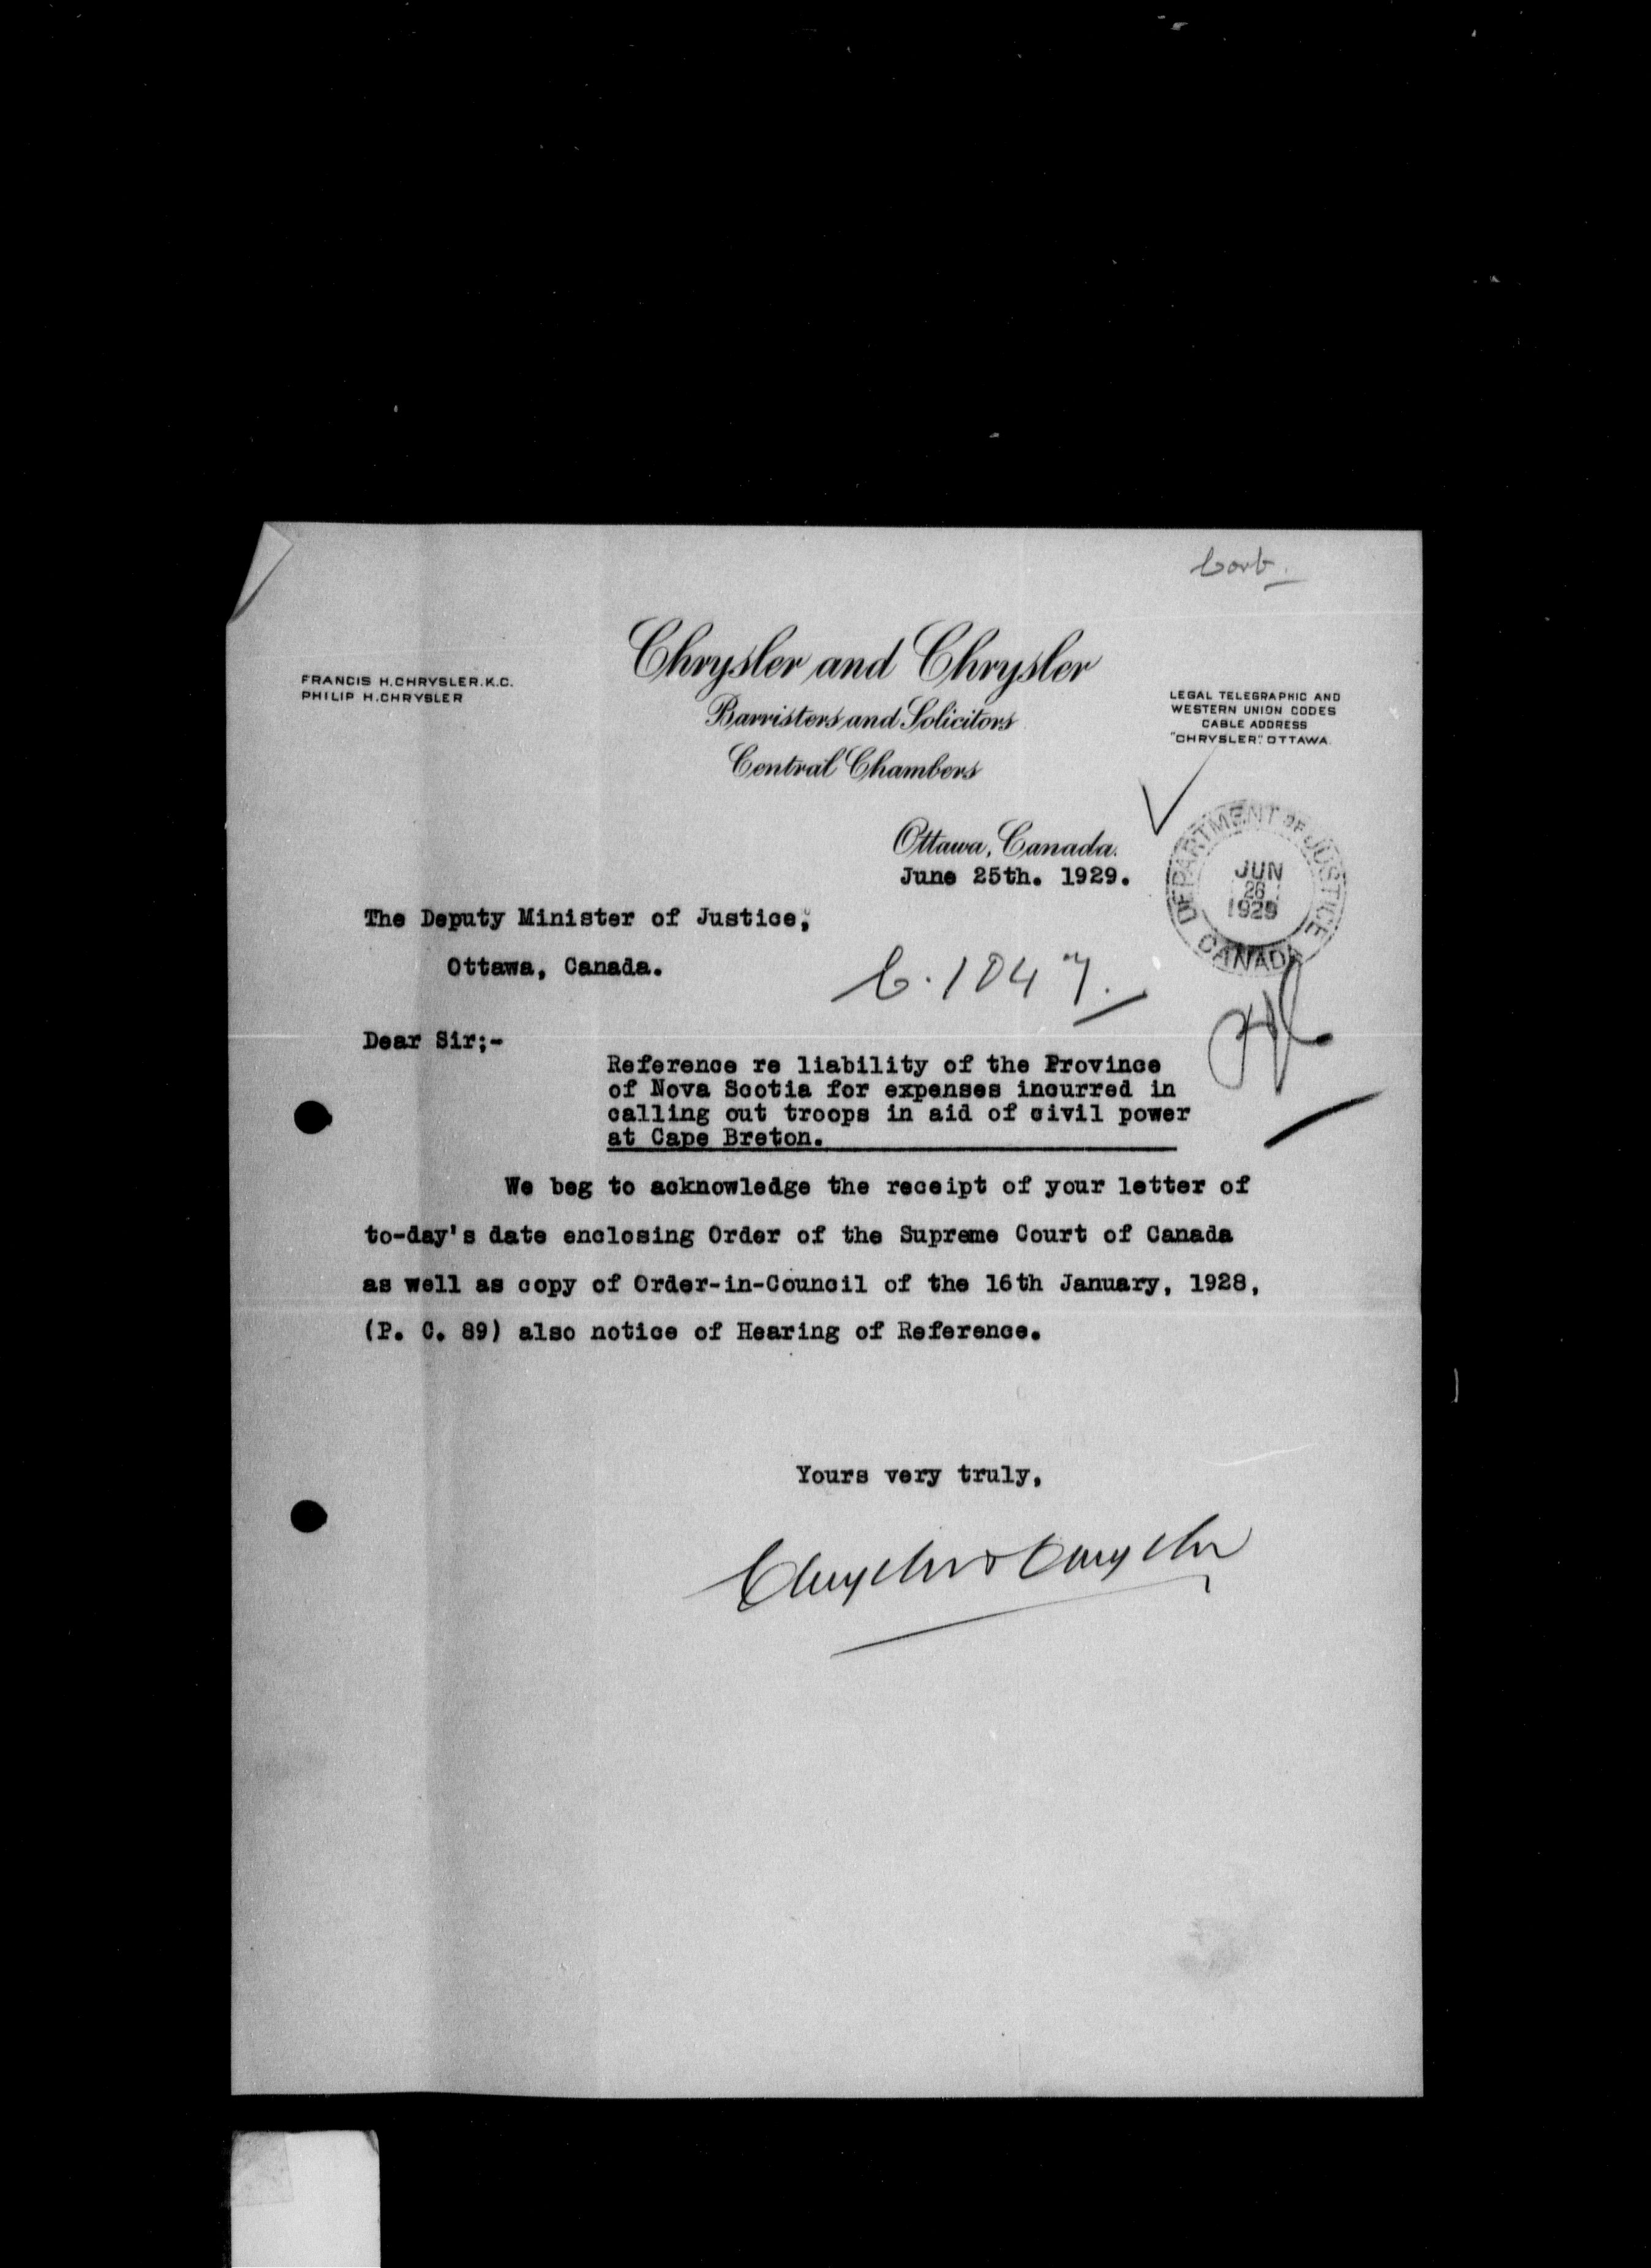 Chrysler and Chrysler
FRANCIS H. CHRYSLER. K.C.
PHILIP H. CHRYSLER
Barristers and Solicitors
Central Chambers
LEGAL TELEGRAPHIC AND
WESTERN UNION CODES
CABLE ADDRESS
"CHRYSLER". OTTAWA.
Ottawa, Canada.
June 25th. 1929.
DEPARTMENT OF JUSTICE
JUN
26
1929
CANADA
The Deputy Minister of Justice,
Ottawa, Canada.
C. 1047.
Dear Sir;-
Reference re liability of the Province
of Nova Scotia for expenses incurred in
calling out troops in aid of civil power
at Cape Breton.
We beg to acknowledge the receipt of your letter of
to-day's date enclosing Order of the Supreme Court of Canada
as well as copy of Order-in-Council of the 16th January, 1928,
(P. C. 89) also notice of Hearing of Reference.
Yours very truly,
Chrysler & Chrysler